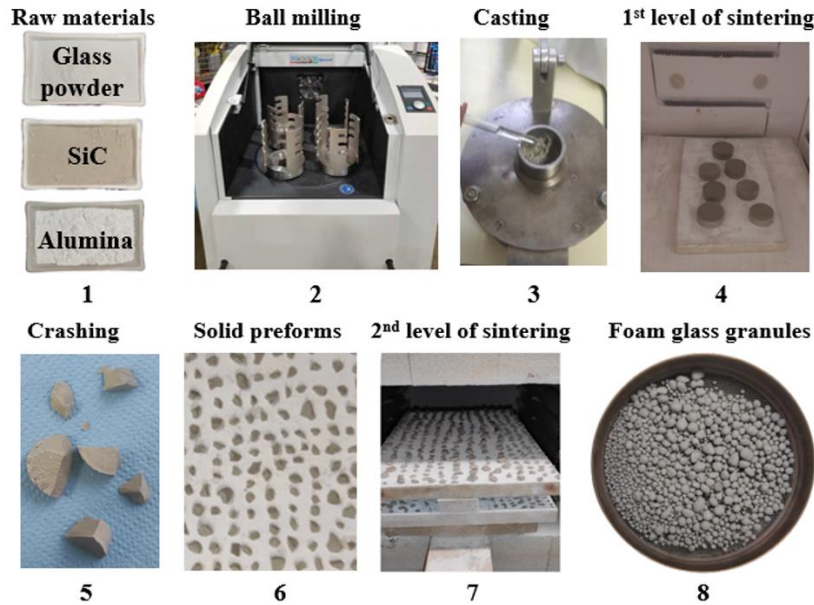 Raw materials
Ball milling
Casting
1st level of sintering
Glass
powder
SiC
Alumina
1
2
3
4
Crashing
Solid preforms
2nd level of sintering
Foam glass granules
5
6
7
8